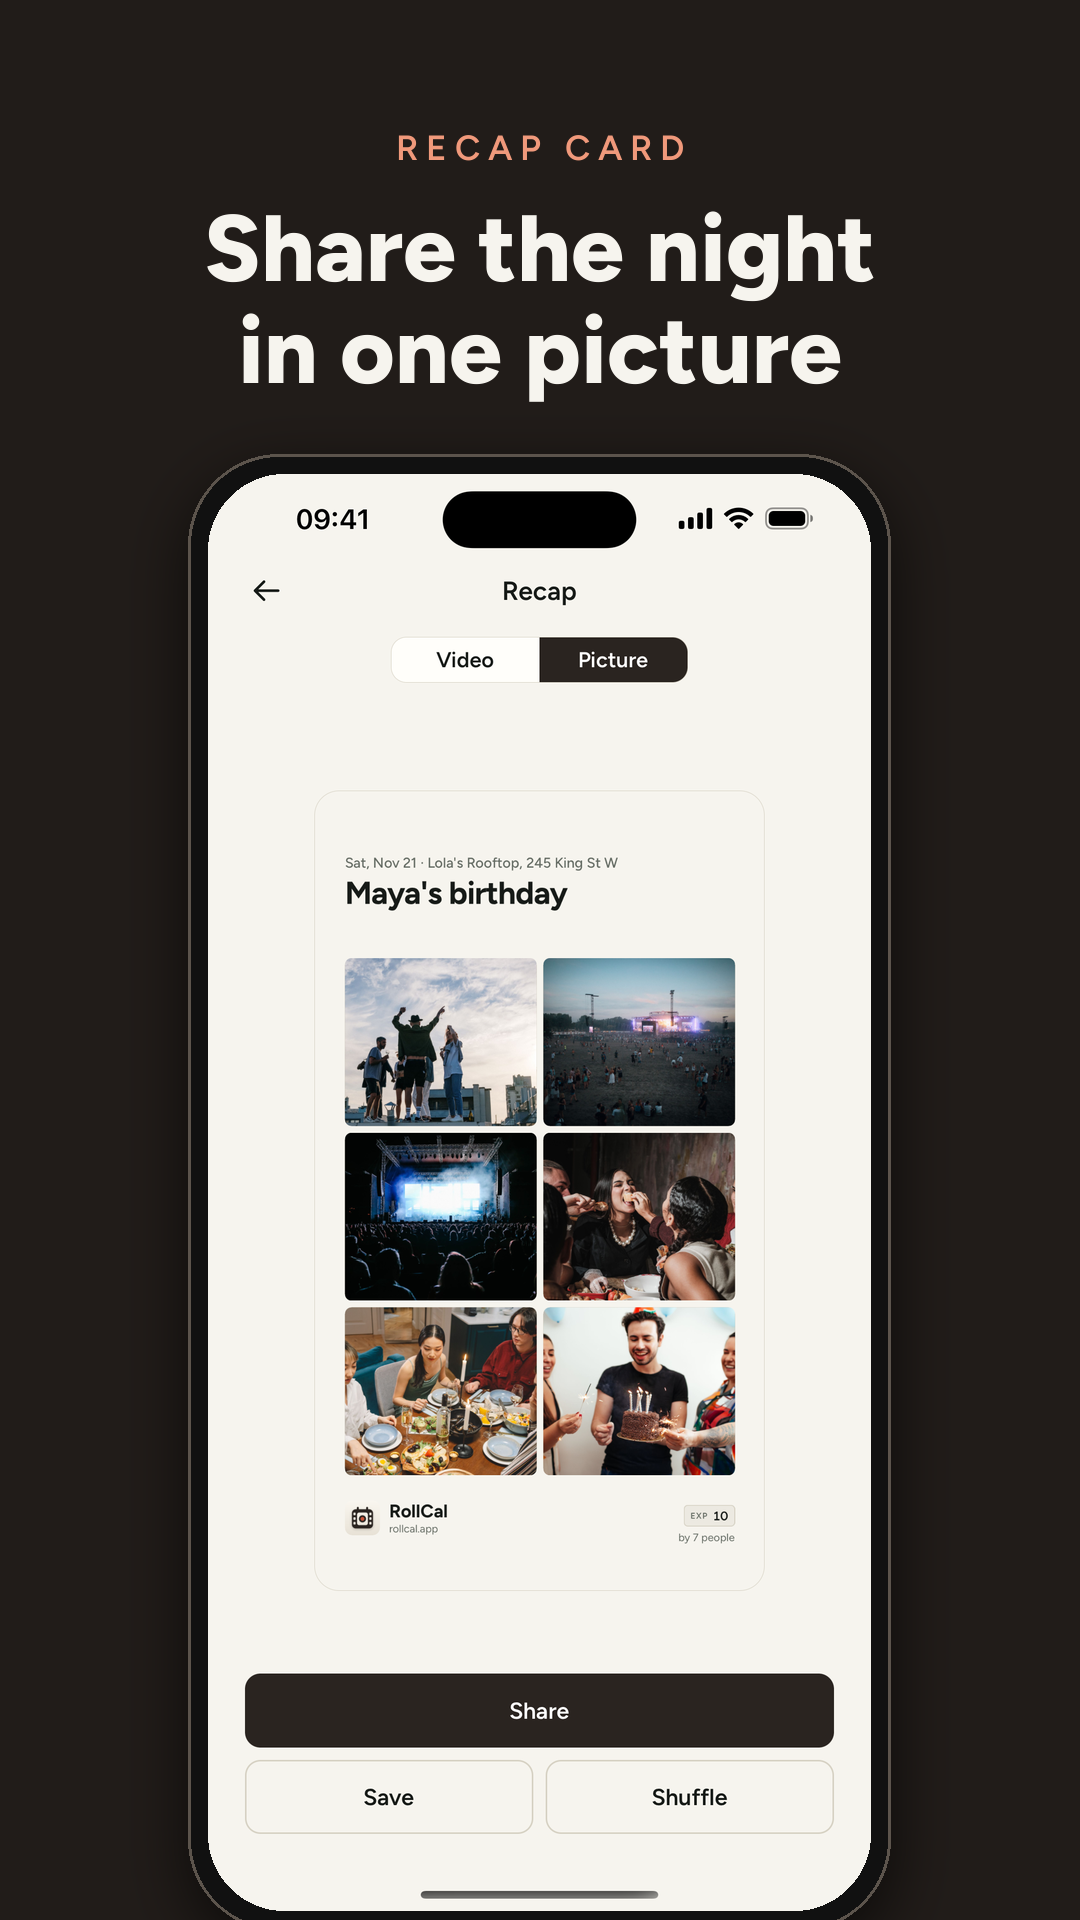 RECAP CARD
Share the night
in one picture
09:41
Recap
Video Picture
Sat, Nov 21 · Lola's Rooftop, 245 King St W
Maya's birthday
RollCal
rollcal.app
EXP 10
by 7 people
Share
Save Shuffle